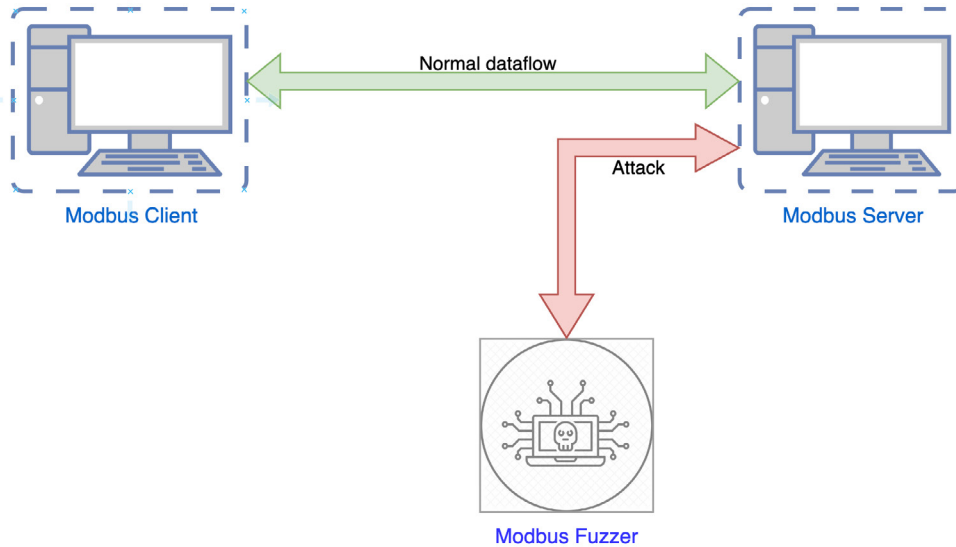 Normal dataflow
Attack
Modbus Client
Modbus Server
Modbus Fuzzer